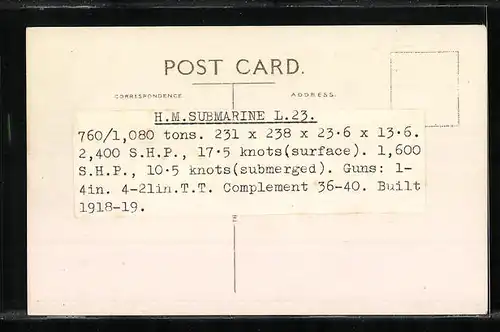 POST CARD.
CORRESPONDENCE ADDRESS.
H.M.SUBMARINE L.23.
760/1,080 tons. 231 x 238 x 23·6 x 13·6.
2,400 S.H.P., 17·5 knots(surface). 1,600
S.H.P., 10·5 knots(submerged). Guns: 1-
4in. 4-21in.T.T. Complement 36-40. Built
1918-19.